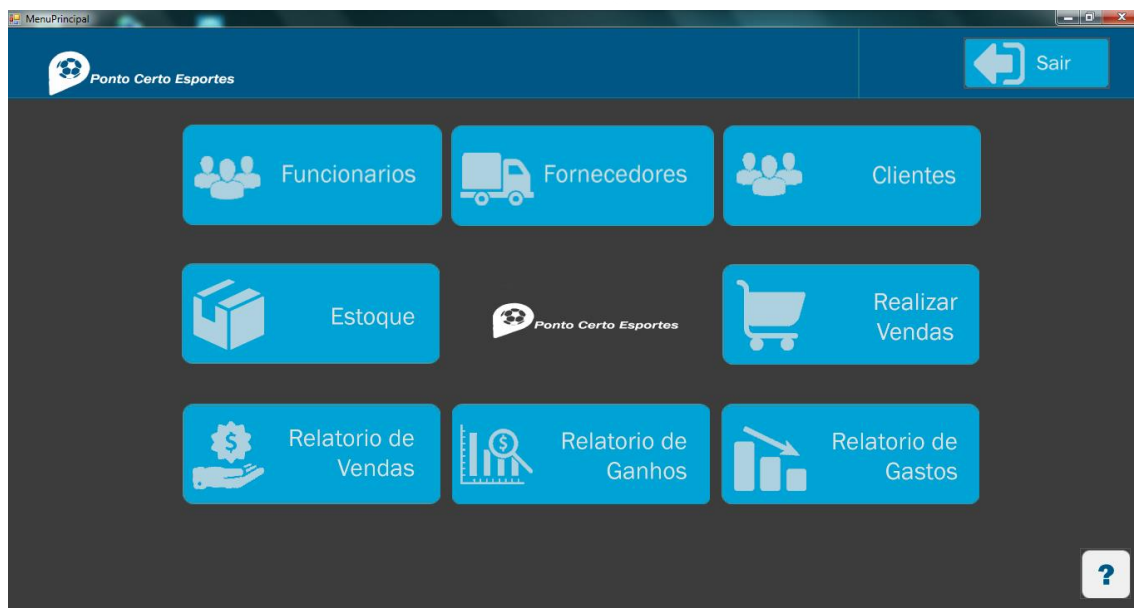 MenuPrincipal
Ponto Certo Esportes
Sair
Funcionarios
Fornecedores
Clientes
Estoque
Ponto Certo Esportes
Realizar
Vendas
Relatorio de
Vendas
Relatorio de
Ganhos
Relatorio de
Gastos
?